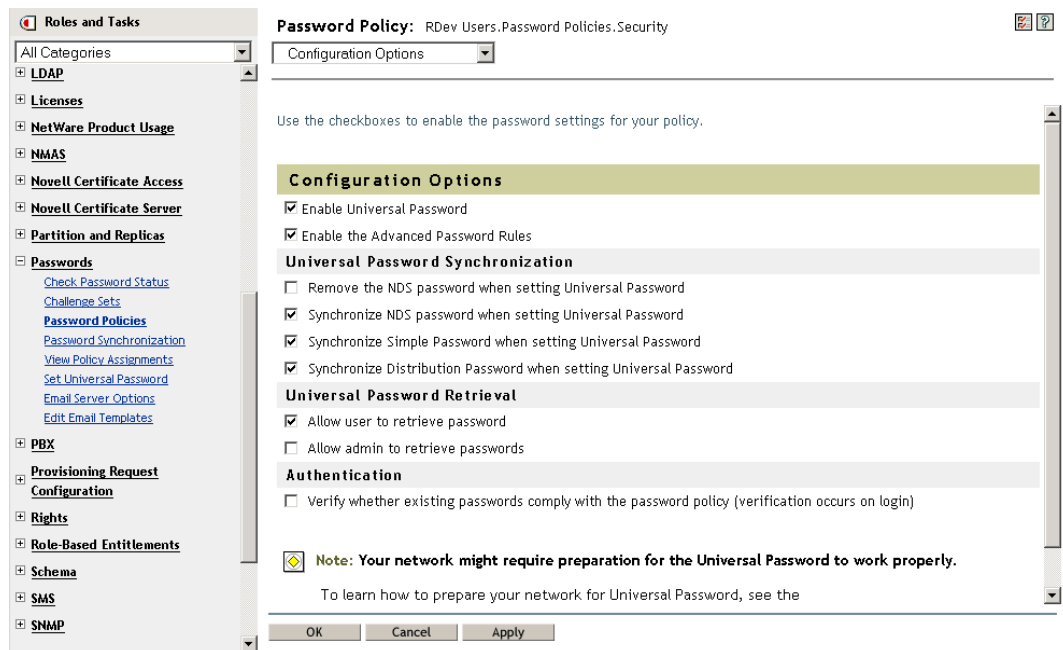 Roles and Tasks
All Categories
LDAP
Licenses
NetWare Product Usage
NMAS
Novell Certificate Access
Novell Certificate Server
Partition and Replicas
Passwords
Check Password Status
Challenge Sets
Password Policies
Password Synchronization
View Policy Assignments
Set Universal Password
Email Server Options
Edit Email Templates
PBX
Provisioning Request
Configuration
Rights
Role-Based Entitlements
Schema
SMS
SNMP
Password Policy: RDev Users.Password Policies.Security
?
Configuration Options
Use the checkboxes to enable the password settings for your policy.
Configuration Options
Enable Universal Password
Enable the Advanced Password Rules
Universal Password Synchronization
Remove the NDS password when setting Universal Password
Synchronize NDS password when setting Universal Password
Synchronize Simple Password when setting Universal Password
Synchronize Distribution Password when setting Universal Password
Universal Password Retrieval
Allow user to retrieve password
Allow admin to retrieve passwords
Authentication
Verify whether existing passwords comply with the password policy (verification occurs on login)
Note: Your network might require preparation for the Universal Password to work properly.
To learn how to prepare your network for Universal Password, see the
OK Cancel Apply